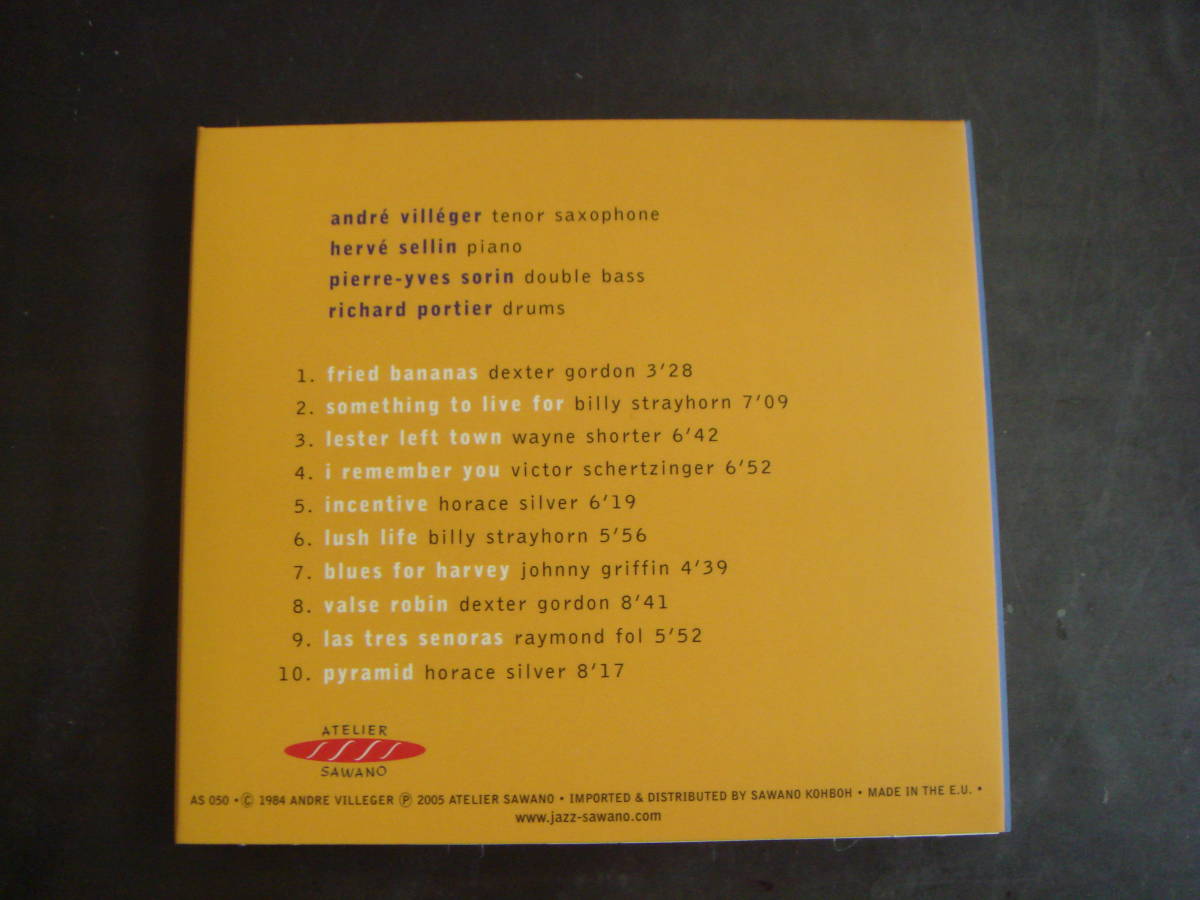 andré villéger tenor saxophone
hervé sellin piano
pierre-yves sorin double bass
richard portier drums
1. fried bananas dexter gordon 3'28
2. something to live for billy strayhorn 7'09
3. lester left town wayne shorter 6'42
4. i remember you victor schertzinger 6'52
5. incentive horace silver 6'19
6. lush life billy strayhorn 5'56
7. blues for harvey johnny griffin 4'39
8. valse robin dexter gordon 8'41
9. las tres senoras raymond fol 5'52
10. pyramid horace silver 8'17
ATELIER
SAWANO
AS 050 • © 1984 ANDRE VILLEGER ℗ 2005 ATELIER SAWANO • IMPORTED & DISTRIBUTED BY SAWANO KOHBOH • MADE IN THE E.U. •
www.jazz-sawano.com